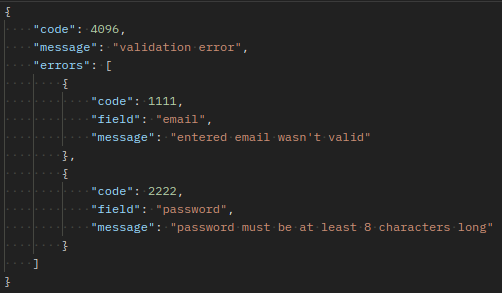 {
    "code": 4096,
    "message": "validation error",
    "errors": [
        {
            "code": 1111,
            "field": "email",
            "message": "entered email wasn't valid"
        },
        {
            "code": 2222,
            "field": "password",
            "message": "password must be at least 8 characters long"
        }
    ]
}